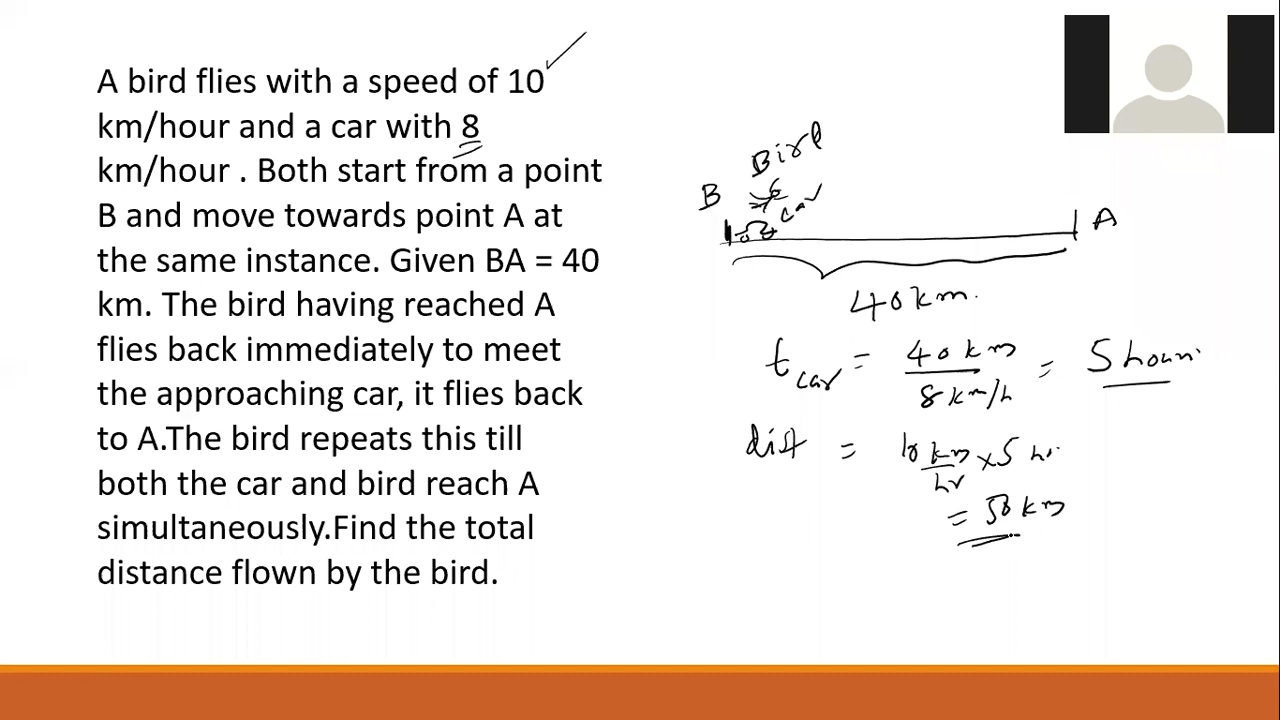 A bird flies with a speed of 10
km/hour and a car with 8
km/hour . Both start from a point
B and move towards point A at
the same instance. Given BA = 40
km. The bird having reached A
flies back immediately to meet
the approaching car, it flies back
to A.The bird repeats this till
both the car and bird reach A
simultaneously.Find the total
distance flown by the bird.
Bird
B
car
A
40 km.
t car = 40 km / 8 km/h = 5 hours.
dist = 10 km/hr × 5 hr.
= 50 km